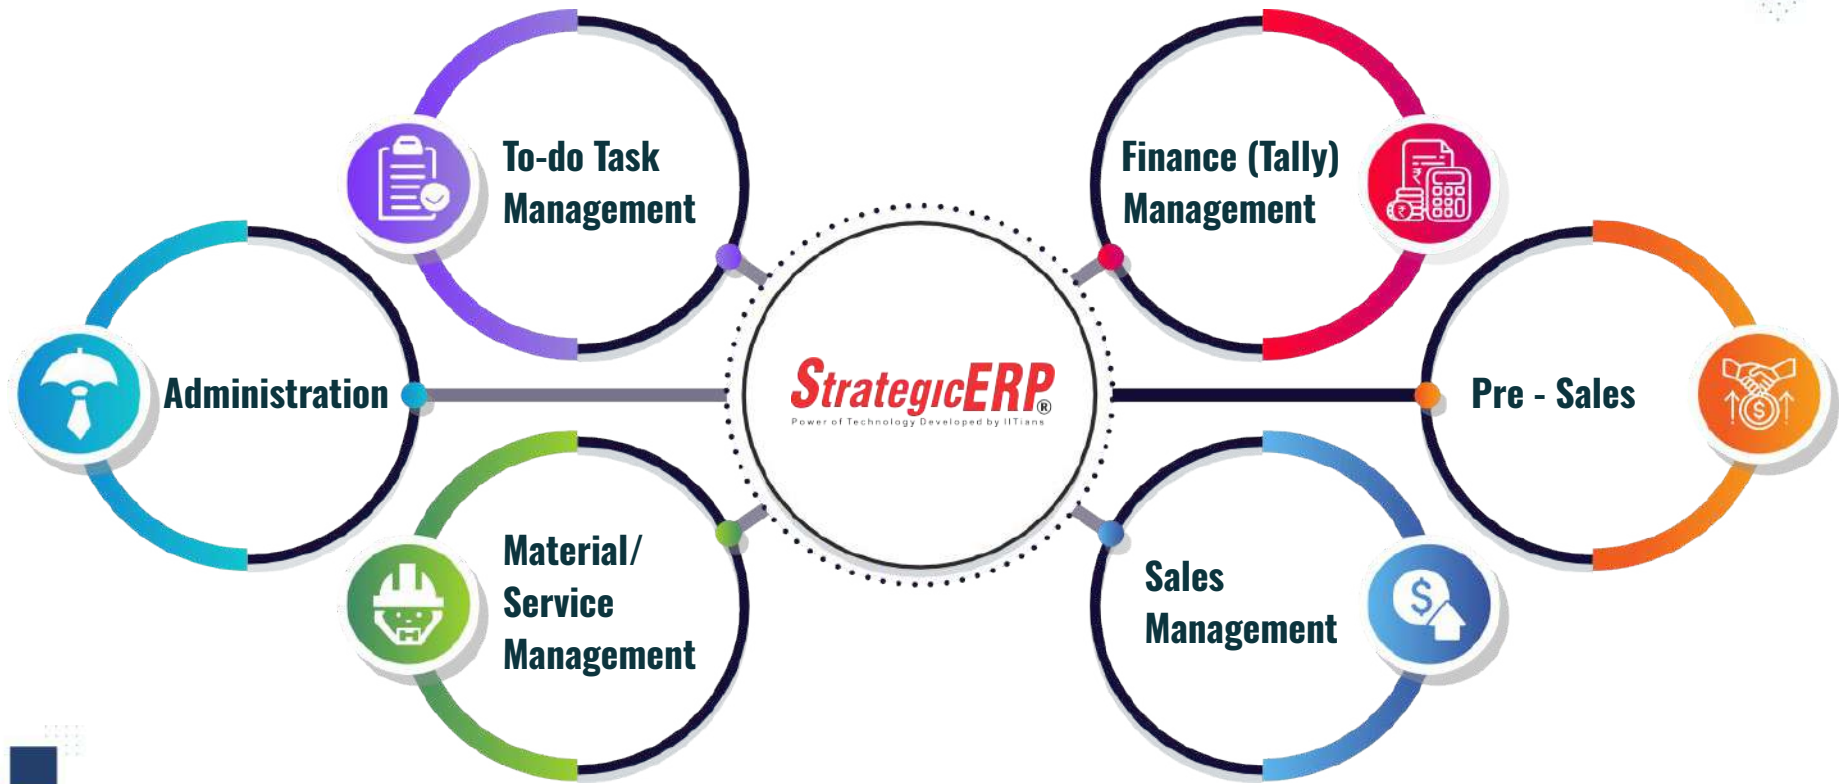 To-do Task
Management
Finance (Tally)
Management
Administration
StrategicERP®
Power of Technology Developed by IITians
Pre - Sales
Material/
Service
Management
Sales
Management